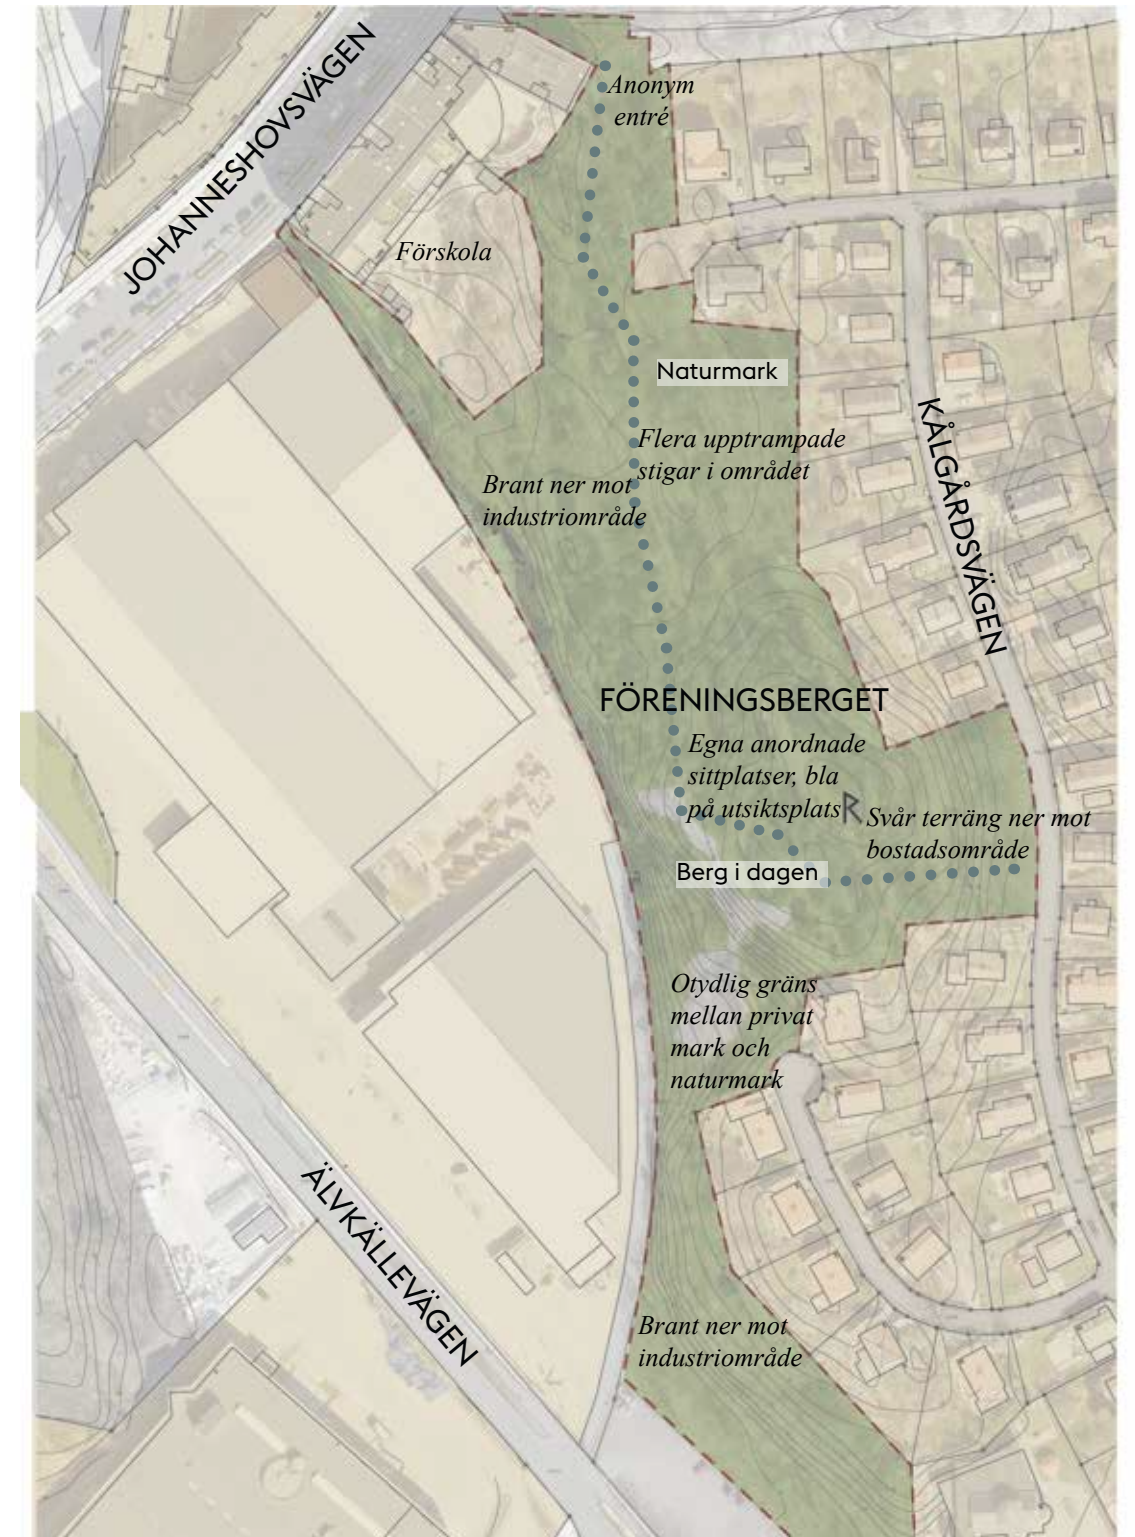 Anonym
entré
JOHANNESHOVSVÄGEN
Förskola
Naturmark
Flera upptrampade
stigar i området
Brant ner mot
industriområde
KÅLGÅRDSVÄGEN
FÖRENINGSBERGET
Egna anordnade
sittplatser, bla
på utsiktsplats
R
Svår terräng ner mot
bostadsområde
Berg i dagen
Otydlig gräns
mellan privat
mark och
naturmark
ÄLVKÄLLEVÄGEN
Brant ner mot
industriområde